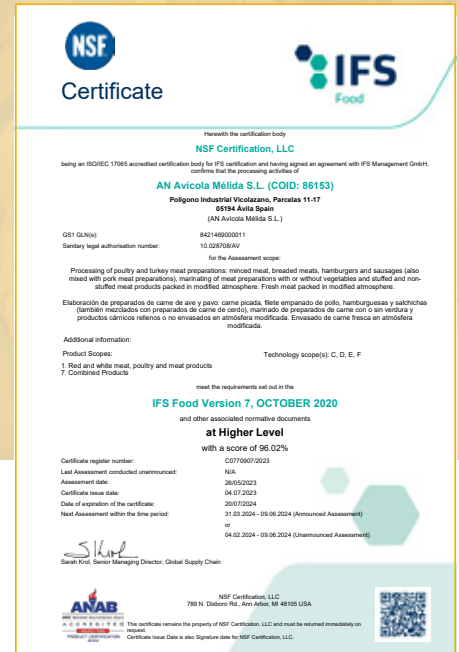 NSF
IFS
Food
Certificate
Herewith the certification body
NSF Certification, LLC
being an ISO/IEC 17065 accredited certification body for IFS certification and having signed an agreement with IFS Management GmbH,
confirms that the processing activities of
AN Avícola Mélida S.L. (COID: 86153)
Polígono Industrial Vicolazano, Parcelas 11-17
05194 Ávila Spain
(AN Avícola Mélida S.L.)
GS1 GLN(s): 8421469000011
Sanitary legal authorisation number: 10.028708/AV
for the Assessment scope:
Processing of poultry and turkey meat preparations: minced meat, breaded meats, hamburgers and sausages (also
mixed with pork meat preparations), marinating of meat preparations with or without vegetables and stuffed and non-
stuffed meat products packed in modified atmosphere. Fresh meat packed in modified atmosphere.
Elaboración de preparados de carne de ave y pavo: carne picada, filete empanado de pollo, hamburguesas y salchichas
(también mezclados con preparados de carne de cerdo), marinado de preparados de carne con o sin verdura y
productos cárnicos rellenos o no envasados en atmósfera modificada. Envasado de carne fresca en atmósfera
modificada.
Additional information:
Product Scopes: Technology scope(s): C, D, E, F
1. Red and white meat, poultry and meat products
7. Combined Products
meet the requirements set out in the
IFS Food Version 7, OCTOBER 2020
and other associated normative documents
at Higher Level
with a score of 96.02%
Certificate register number: C0770907/2023
Last Assessment conducted unannounced: N/A
Assessment date: 26/05/2023
Certificate issue date: 04.07.2023
Date of expiration of the certificate: 20/07/2024
Next Assessment within the time period: 31.03.2024 - 09.06.2024 (Announced Assessment)
or
04.02.2024 - 09.06.2024 (Unannounced Assessment)
Sarah Krol, Senior Managing Director, Global Supply Chain
ANAB
ANSI National Accreditation Board
ACCREDITED
PRODUCT CERTIFICATION
NSF Certification, LLC
789 N. Dixboro Rd., Ann Arbor, MI 48105 USA
This certificate remains the property of NSF Certification, LLC and must be returned immediately on
request.
Certificate Issue Date is also Signature date for NSF Certification, LLC.